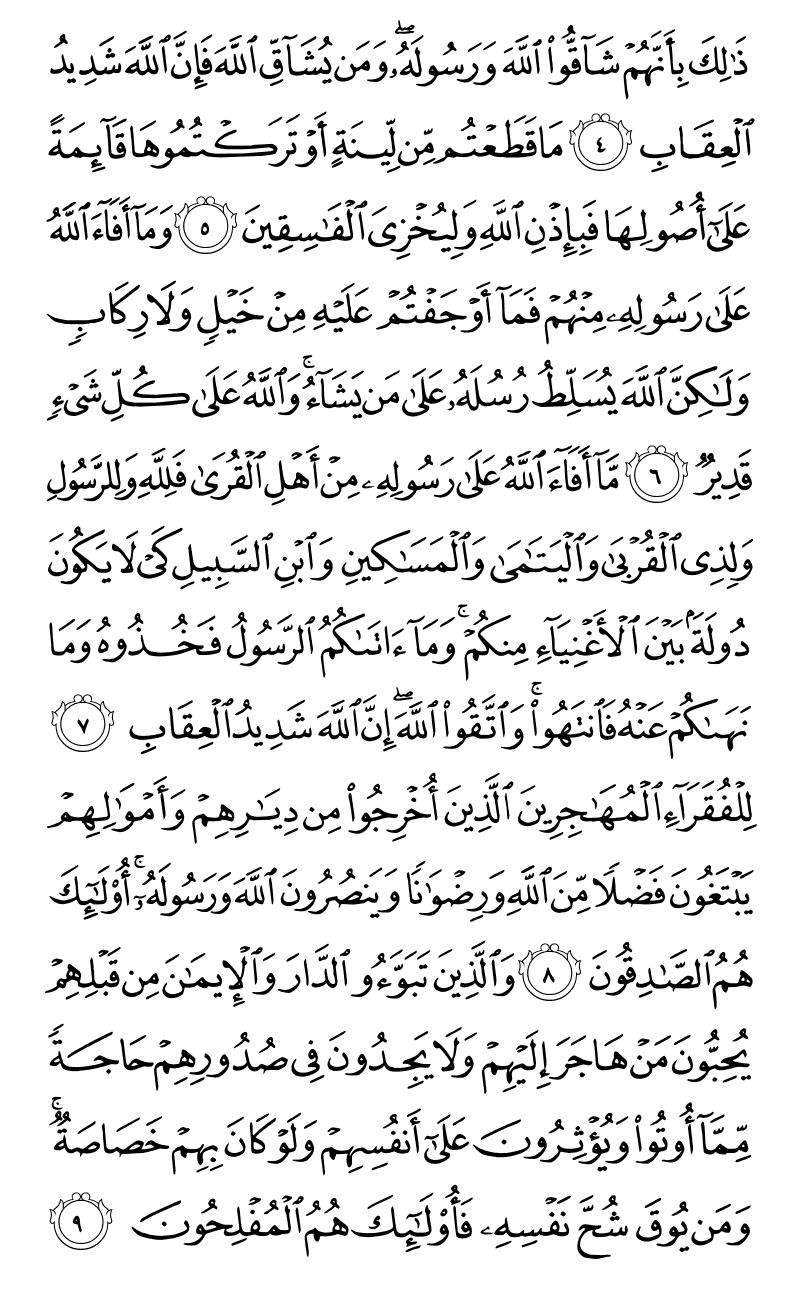 ذَٰلِكَ بِأَنَّهُمۡ شَآقُّواْ ٱللَّهَ وَرَسُولَهُۥۖ وَمَن يُشَآقِّ ٱللَّهَ فَإِنَّ ٱللَّهَ شَدِيدُ
ٱلۡعِقَابِ ٤ مَا قَطَعۡتُم مِّن لِّينَةٍ أَوۡ تَرَكۡتُمُوهَا قَآئِمَةً
عَلَىٰٓ أُصُولِهَا فَبِإِذۡنِ ٱللَّهِ وَلِيُخۡزِيَ ٱلۡفَٰسِقِينَ ٥ وَمَآ أَفَآءَ ٱللَّهُ
عَلَىٰ رَسُولِهِۦ مِنۡهُمۡ فَمَآ أَوۡجَفۡتُمۡ عَلَيۡهِ مِنۡ خَيۡلٖ وَلَا رِكَابٖ
وَلَٰكِنَّ ٱللَّهَ يُسَلِّطُ رُسُلَهُۥ عَلَىٰ مَن يَشَآءُۚ وَٱللَّهُ عَلَىٰ كُلِّ شَيۡءٖ
قَدِيرٞ ٦ مَّآ أَفَآءَ ٱللَّهُ عَلَىٰ رَسُولِهِۦ مِنۡ أَهۡلِ ٱلۡقُرَىٰ فَلِلَّهِ وَلِلرَّسُولِ
وَلِذِي ٱلۡقُرۡبَىٰ وَٱلۡيَتَٰمَىٰ وَٱلۡمَسَٰكِينِ وَٱبۡنِ ٱلسَّبِيلِ كَيۡ لَا يَكُونَ
دُولَةَۢ بَيۡنَ ٱلۡأَغۡنِيَآءِ مِنكُمۡۚ وَمَآ ءَاتَىٰكُمُ ٱلرَّسُولُ فَخُذُوهُ وَمَا
نَهَىٰكُمۡ عَنۡهُ فَٱنتَهُواْۚ وَٱتَّقُواْ ٱللَّهَۖ إِنَّ ٱللَّهَ شَدِيدُ ٱلۡعِقَابِ ٧
لِلۡفُقَرَآءِ ٱلۡمُهَٰجِرِينَ ٱلَّذِينَ أُخۡرِجُواْ مِن دِيَٰرِهِمۡ وَأَمۡوَٰلِهِمۡ
يَبۡتَغُونَ فَضۡلٗا مِّنَ ٱللَّهِ وَرِضۡوَٰنٗا وَيَنصُرُونَ ٱللَّهَ وَرَسُولَهُۥٓۚ أُوْلَٰٓئِكَ
هُمُ ٱلصَّٰدِقُونَ ٨ وَٱلَّذِينَ تَبَوَّءُو ٱلدَّارَ وَٱلۡإِيمَٰنَ مِن قَبۡلِهِمۡ
يُحِبُّونَ مَنۡ هَاجَرَ إِلَيۡهِمۡ وَلَا يَجِدُونَ فِي صُدُورِهِمۡ حَاجَةٗ
مِّمَّآ أُوتُواْ وَيُؤۡثِرُونَ عَلَىٰٓ أَنفُسِهِمۡ وَلَوۡ كَانَ بِهِمۡ خَصَاصَةٞۚ
وَمَن يُوقَ شُحَّ نَفۡسِهِۦ فَأُوْلَٰٓئِكَ هُمُ ٱلۡمُفۡلِحُونَ ٩